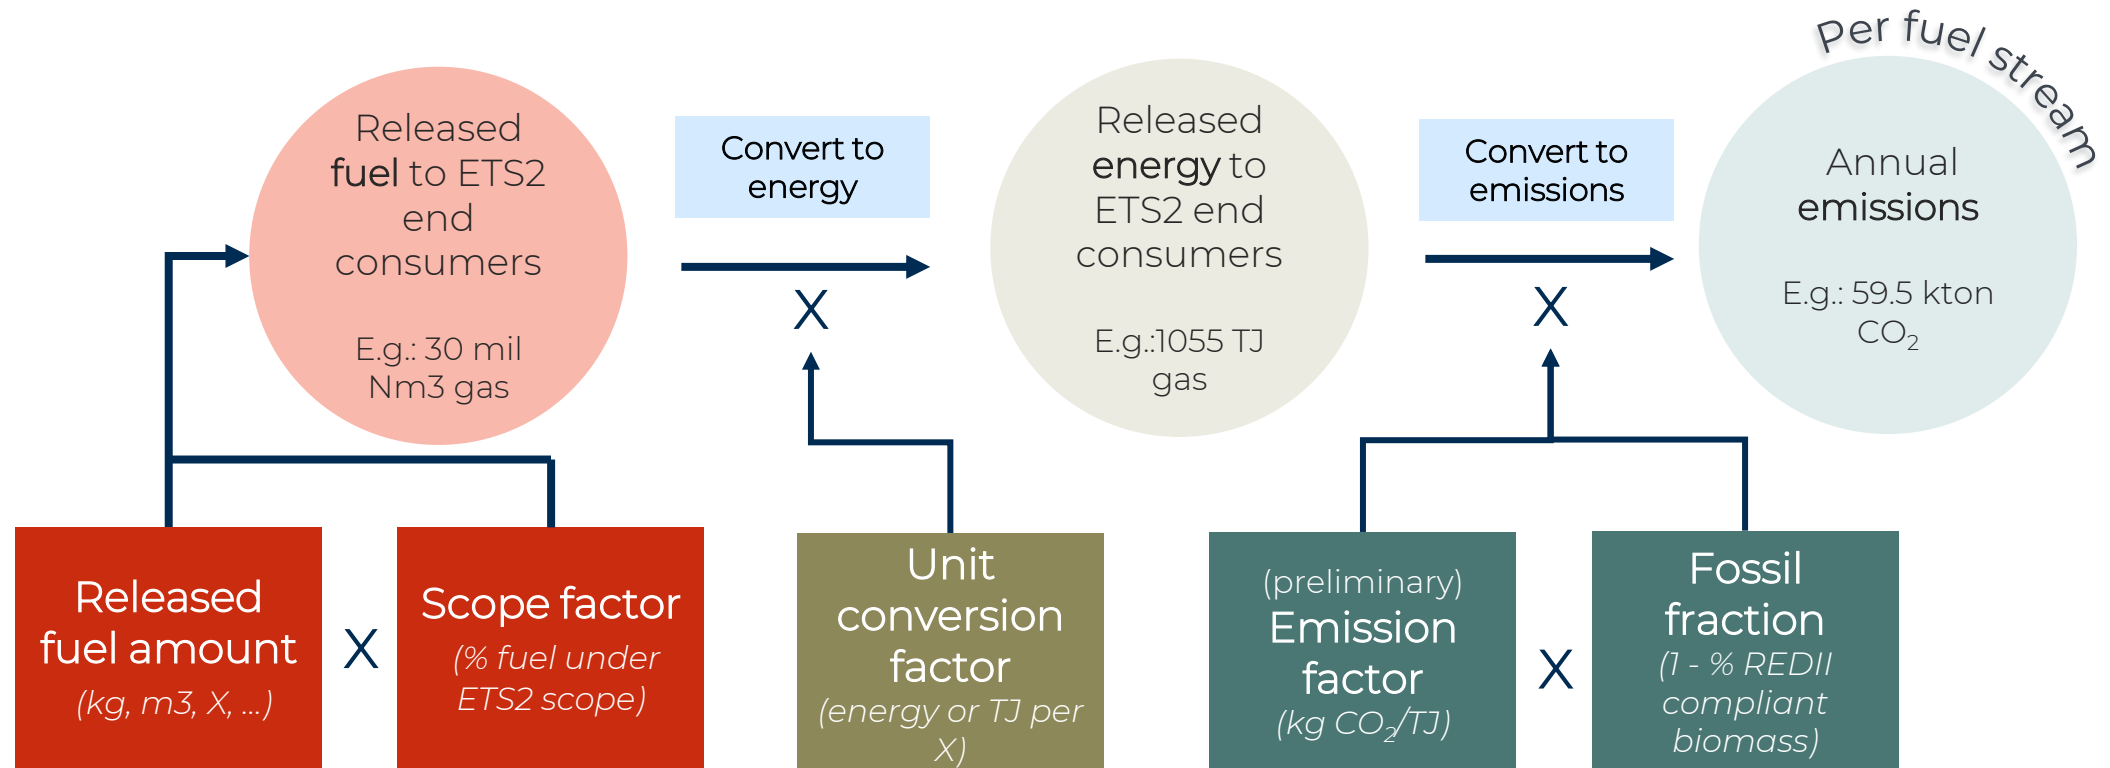 Per fuel stream
Released
fuel to ETS2
end
consumers
E.g.: 30 mil
Nm3 gas
Convert to
energy
X
Released
energy to
ETS2 end
consumers
E.g.:1055 TJ
gas
Convert to
emissions
X
Annual
emissions
E.g.: 59.5 kton
CO₂
Released
fuel amount
(kg, m3, X, ...)
X
Scope factor
(% fuel under
ETS2 scope)
Unit
conversion
factor
(energy or TJ per
X)
(preliminary)
Emission
factor
(kg CO₂/TJ)
X
Fossil
fraction
(1 - % REDII
compliant
biomass)